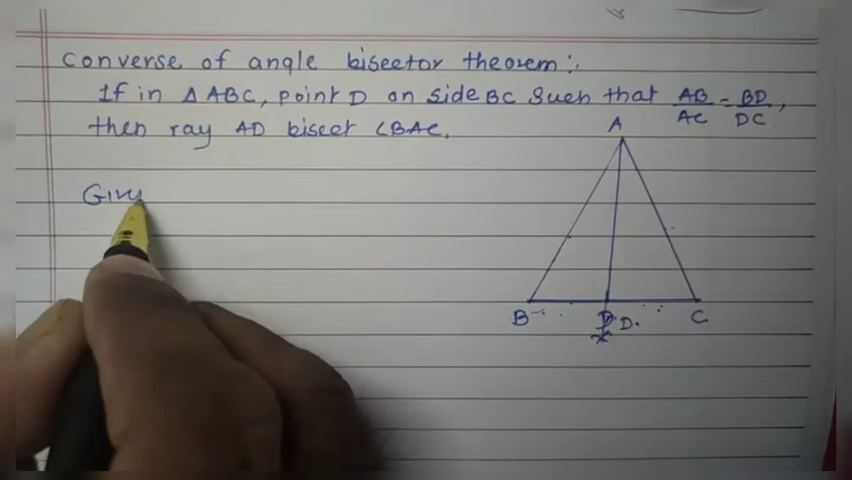 Converse of angle bisector theorem:
If in △ ABC, point D on side BC such that AB/AC = BD/DC,
then ray AD bisect ∠BAC.
A
Giv
B D. C